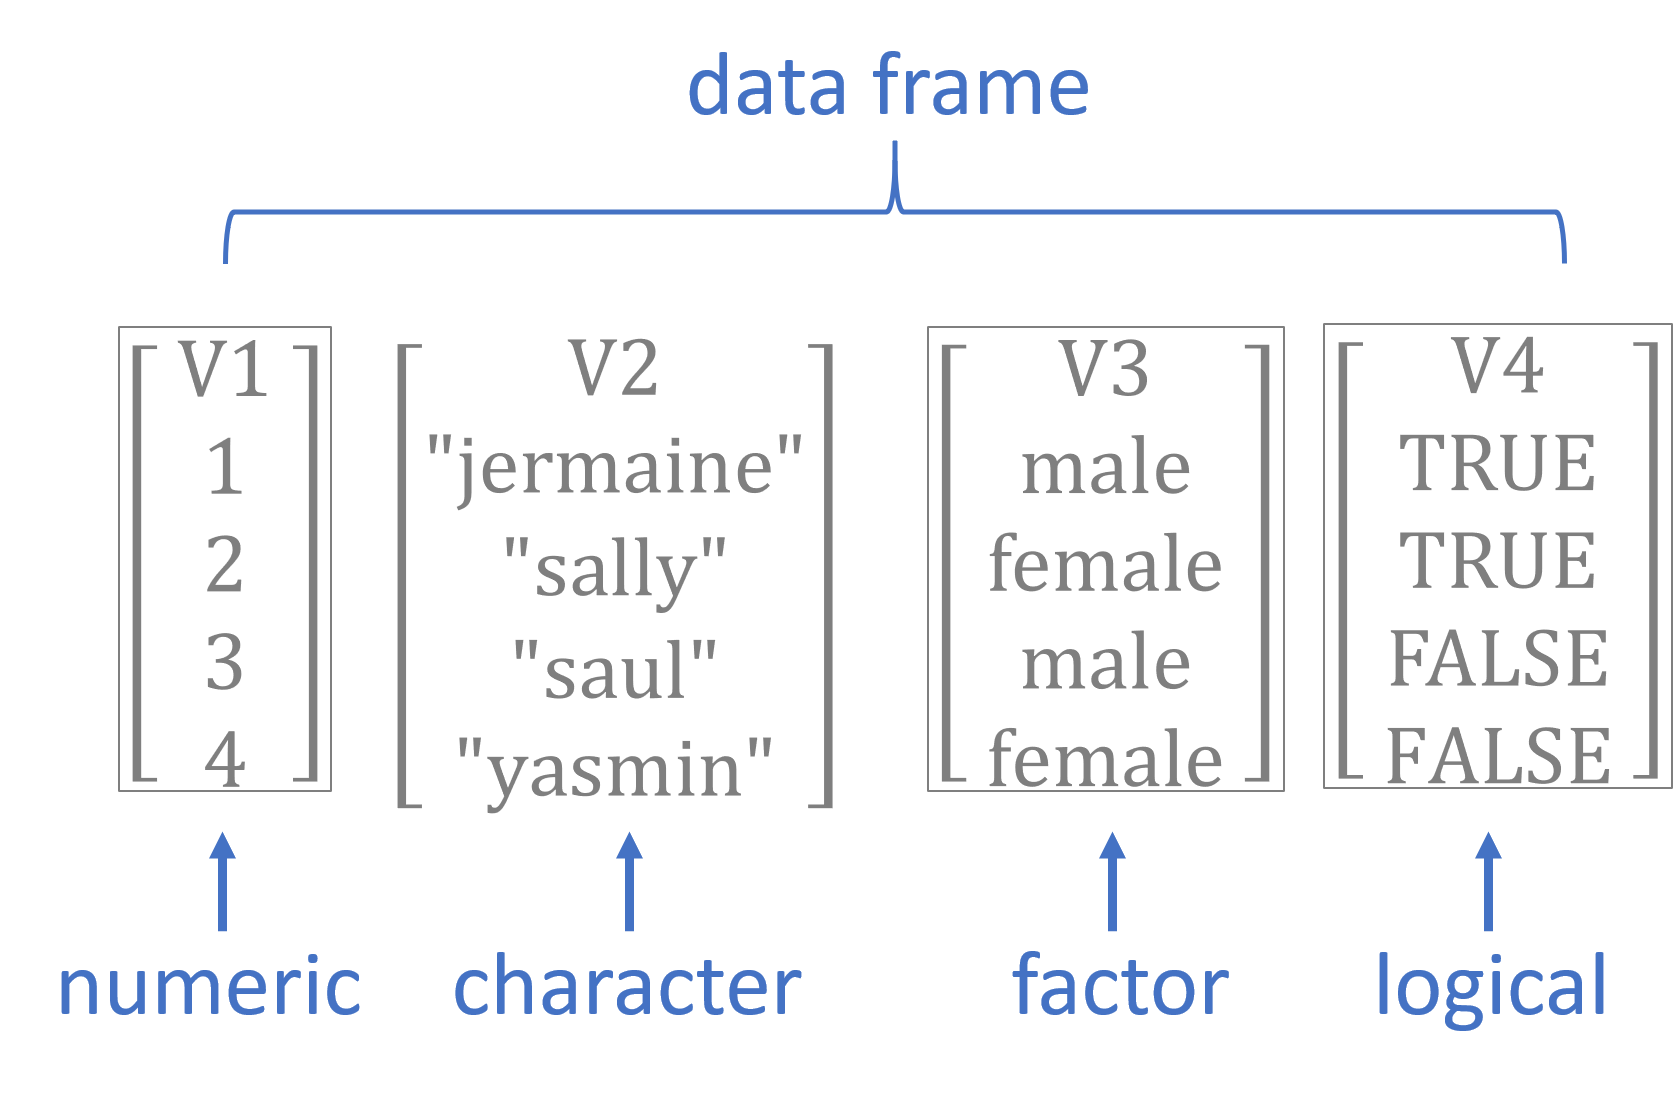 data frame
V1 V2 V3 V4
1 "jermaine" male TRUE
2 "sally" female TRUE
3 "saul" male FALSE
4 "yasmin" female FALSE
numeric character factor logical